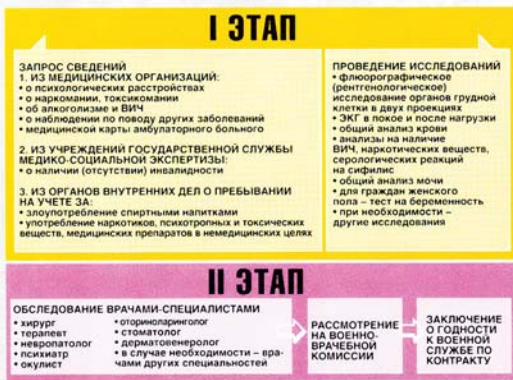 I ЭТАП
ЗАПРОС СВЕДЕНИЙ
1. ИЗ МЕДИЦИНСКИХ ОРГАНИЗАЦИЙ:
• о психологических расстройствах
• о наркомании, токсикомании
• об алкоголизме и ВИЧ
• о наблюдении по поводу других заболеваний
• медицинской карты амбулаторного больного
2. ИЗ УЧРЕЖДЕНИЙ ГОСУДАРСТВЕННОЙ СЛУЖБЫ
МЕДИКО-СОЦИАЛЬНОЙ ЭКСПЕРТИЗЫ:
• о наличии (отсутствии) инвалидности
3. ИЗ ОРГАНОВ ВНУТРЕННИХ ДЕЛ О ПРЕБЫВАНИИ
НА УЧЕТЕ ЗА:
• злоупотребление спиртными напитками
• употребление наркотиков, психотропных и токсических
веществ, медицинских препаратов в немедицинских целях
ПРОВЕДЕНИЕ ИССЛЕДОВАНИЙ
• флюорографическое
(рентгенологическое)
исследование органов грудной
клетки в двух проекциях
• ЭКГ в покое и после нагрузки
• общий анализ крови
• анализы на наличие
ВИЧ, наркотических веществ,
серологических реакций
на сифилис
• общий анализ мочи
• для граждан женского
пола – тест на беременность
• при необходимости –
другие исследования
II ЭТАП
ОБСЛЕДОВАНИЕ ВРАЧАМИ-СПЕЦИАЛИСТАМИ
• хирург
• терапевт
• невропатолог
• психиатр
• окулист
• оториноларинголог
• стоматолог
• дерматовенеролог
• в случае необходимости – вра-
чами других специальностей
РАССМОТРЕНИЕ
НА ВОЕННО-
ВРАЧЕБНОЙ
КОМИССИИ
ЗАКЛЮЧЕНИЕ
О ГОДНОСТИ
К ВОЕННОЙ
СЛУЖБЕ ПО
КОНТРАКТУ